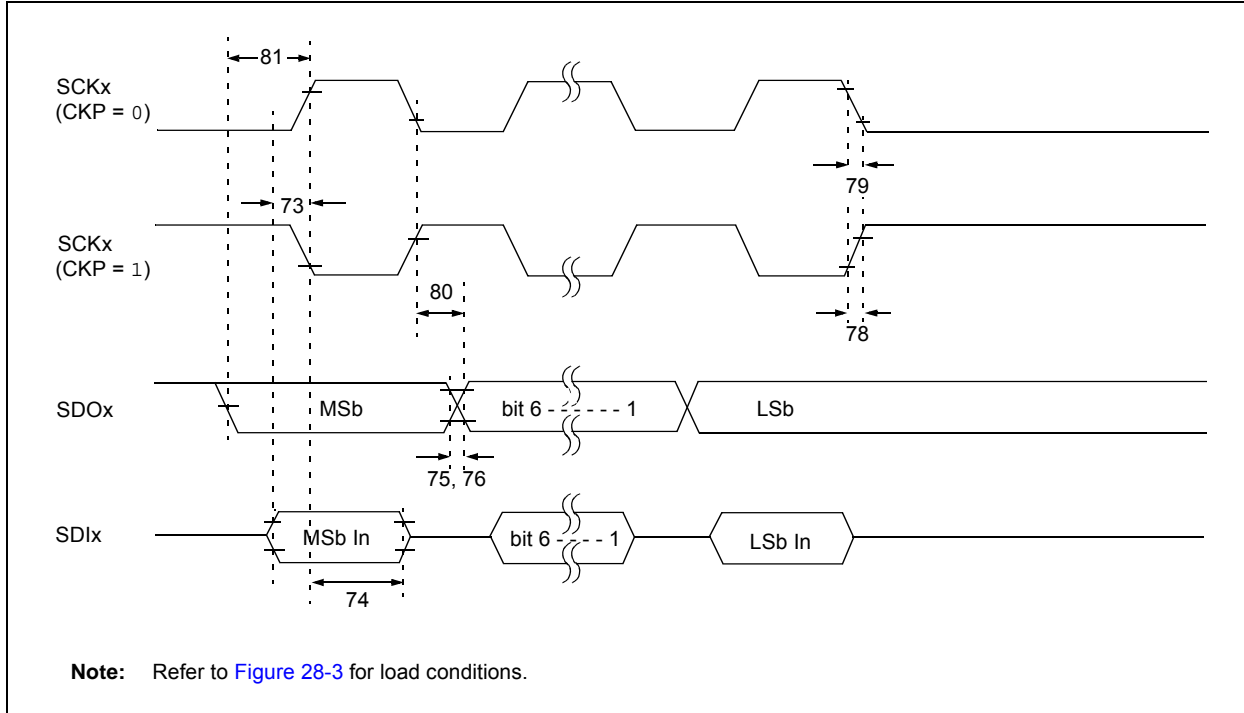 81
SCKx
(CKP = 0)
79
73
SCKx
(CKP = 1)
80
78
SDOx
MSb
bit 6 - - - - - - 1
LSb
75, 76
SDIx
MSb In
bit 6 - - - - 1
LSb In
74
Note: Refer to Figure 28-3 for load conditions.